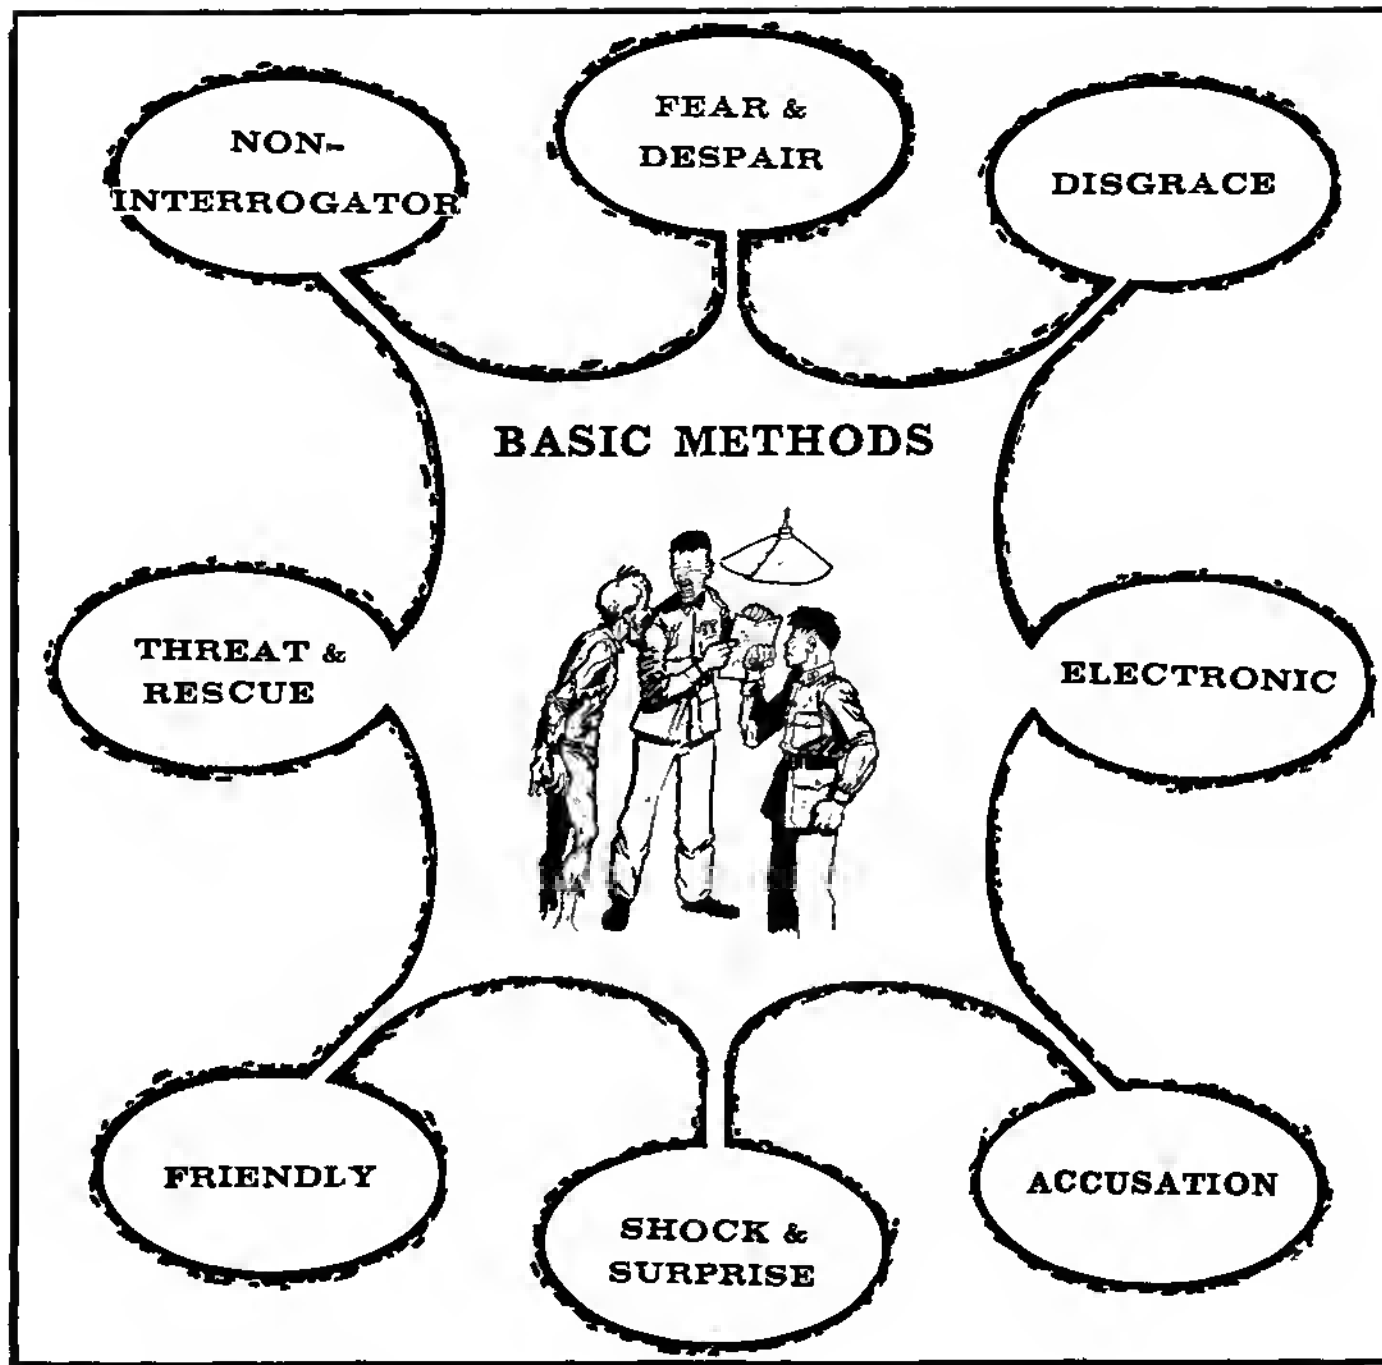 FEAR &
DESPAIR
NON-
INTERROGATOR
DISGRACE
BASIC METHODS
THREAT &
RESCUE
ELECTRONIC
FRIENDLY
SHOCK &
SURPRISE
ACCUSATION